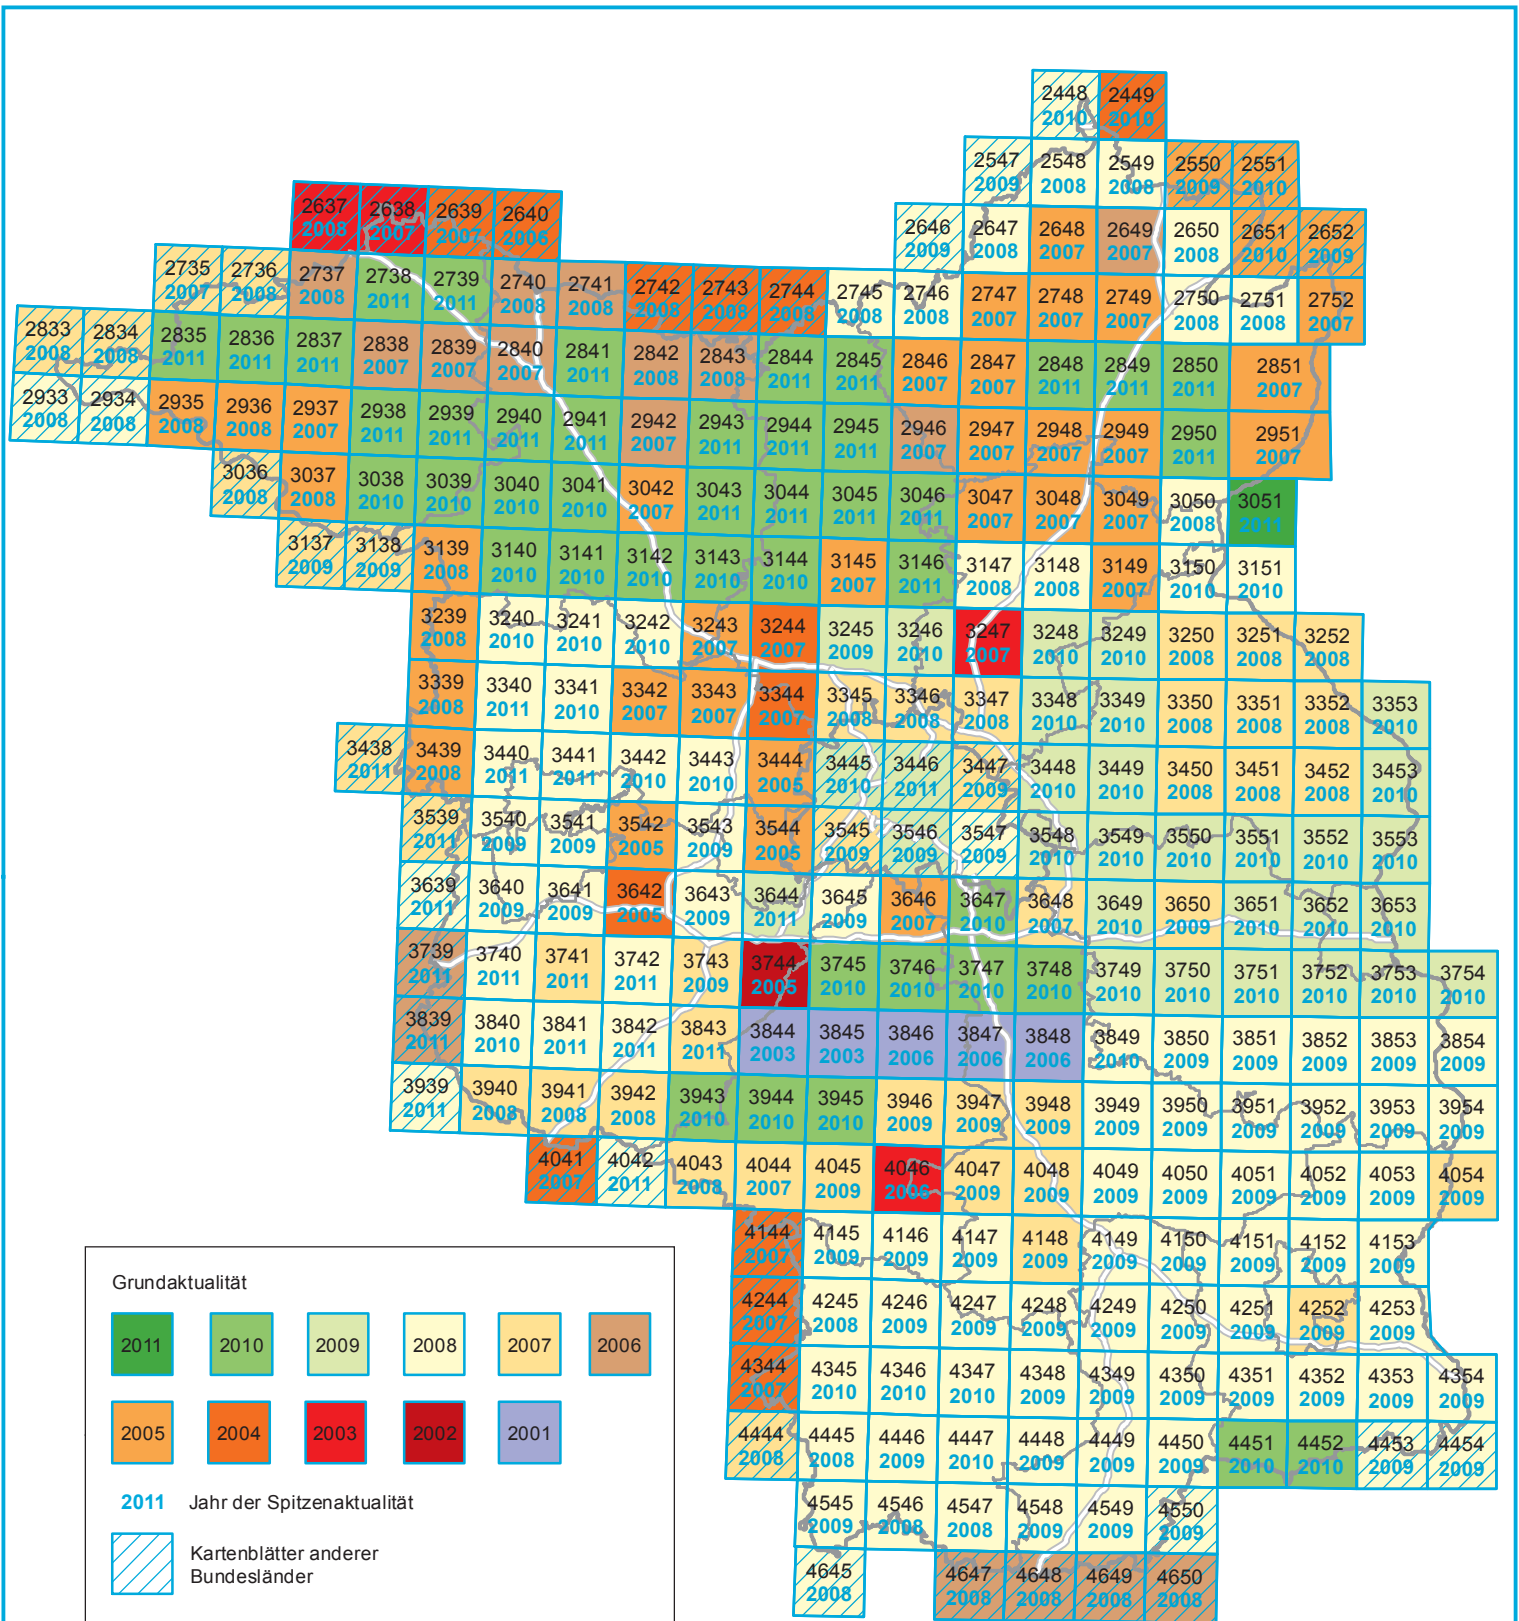 2448 2449
2010 2010
2547 2548 2549 2550 2551
2009 2008 2008 2009 2010
2637 2638 2639 2640 2646 2647 2648 2649 2650 2651 2652
2008 2007 2007 2006 2009 2008 2007 2007 2008 2010 2009
2735 2736 2737 2738 2739 2740 2741 2742 2743 2744 2745 2746 2747 2748 2749 2750 2751 2752
2007 2008 2008 2011 2011 2008 2008 2008 2008 2008 2008 2008 2007 2007 2007 2008 2008 2007
2833 2834 2835 2836 2837 2838 2839 2840 2841 2842 2843 2844 2845 2846 2847 2848 2849 2850 2851
2008 2008 2011 2011 2011 2007 2007 2007 2011 2008 2008 2011 2011 2007 2007 2011 2011 2011 2007
2933 2934 2935 2936 2937 2938 2939 2940 2941 2942 2943 2944 2945 2946 2947 2948 2949 2950 2951
2008 2008 2008 2008 2007 2011 2011 2011 2011 2007 2011 2011 2011 2007 2007 2007 2007 2011 2007
3036 3037 3038 3039 3040 3041 3042 3043 3044 3045 3046 3047 3048 3049 3050 3051
2008 2008 2010 2010 2010 2010 2007 2011 2011 2011 2011 2007 2007 2007 2008 2011
3137 3138 3139 3140 3141 3142 3143 3144 3145 3146 3147 3148 3149 3150 3151
2009 2009 2008 2010 2010 2010 2010 2010 2007 2011 2008 2008 2007 2010 2010
3239 3240 3241 3242 3243 3244 3245 3246 3247 3248 3249 3250 3251 3252
2008 2010 2010 2010 2007 2007 2009 2010 2007 2010 2010 2008 2008 2008
3339 3340 3341 3342 3343 3344 3345 3346 3347 3348 3349 3350 3351 3352 3353
2008 2011 2010 2007 2007 2007 2008 2008 2008 2010 2010 2008 2008 2008 2010
3438 3439 3440 3441 3442 3443 3444 3445 3446 3447 3448 3449 3450 3451 3452 3453
2011 2008 2011 2011 2010 2010 2005 2010 2011 2009 2010 2010 2008 2008 2008 2010
3539 3540 3541 3542 3543 3544 3545 3546 3547 3548 3549 3550 3551 3552 3553
2011 2009 2009 2005 2009 2005 2009 2009 2009 2010 2010 2010 2010 2010 2010
3639 3640 3641 3642 3643 3644 3645 3646 3647 3648 3649 3650 3651 3652 3653
2011 2009 2009 2005 2009 2011 2009 2007 2010 2007 2010 2009 2010 2010 2010
3739 3740 3741 3742 3743 3744 3745 3746 3747 3748 3749 3750 3751 3752 3753 3754
2011 2011 2011 2011 2009 2005 2010 2010 2010 2010 2010 2010 2010 2010 2010 2010
3839 3840 3841 3842 3843 3844 3845 3846 3847 3848 3849 3850 3851 3852 3853 3854
2011 2010 2011 2011 2011 2003 2003 2006 2006 2006 2010 2009 2009 2009 2009 2009
3939 3940 3941 3942 3943 3944 3945 3946 3947 3948 3949 3950 3951 3952 3953 3954
2011 2008 2008 2008 2010 2010 2010 2009 2009 2009 2009 2009 2009 2009 2009 2009
4041 4042 4043 4044 4045 4046 4047 4048 4049 4050 4051 4052 4053 4054
2007 2011 2008 2007 2009 2006 2009 2009 2009 2009 2009 2009 2009 2009
4144 4145 4146 4147 4148 4149 4150 4151 4152 4153
2007 2009 2009 2009 2009 2009 2009 2009 2009 2009
4244 4245 4246 4247 4248 4249 4250 4251 4252 4253
2007 2008 2009 2009 2009 2009 2009 2009 2009 2009
4344 4345 4346 4347 4348 4349 4350 4351 4352 4353 4354
2007 2010 2010 2010 2009 2009 2009 2009 2009 2009 2009
4444 4445 4446 4447 4448 4449 4450 4451 4452 4453 4454
2008 2008 2009 2010 2009 2009 2009 2010 2010 2009 2009
4545 4546 4547 4548 4549 4550
2009 2008 2008 2009 2009 2009
4645 4647 4648 4649 4650
2008 2008 2008 2008 2008
Grundaktualität
2011 2010 2009 2008 2007 2006
2005 2004 2003 2002 2001
2011 Jahr der Spitzenaktualität
Kartenblätter anderer
Bundesländer